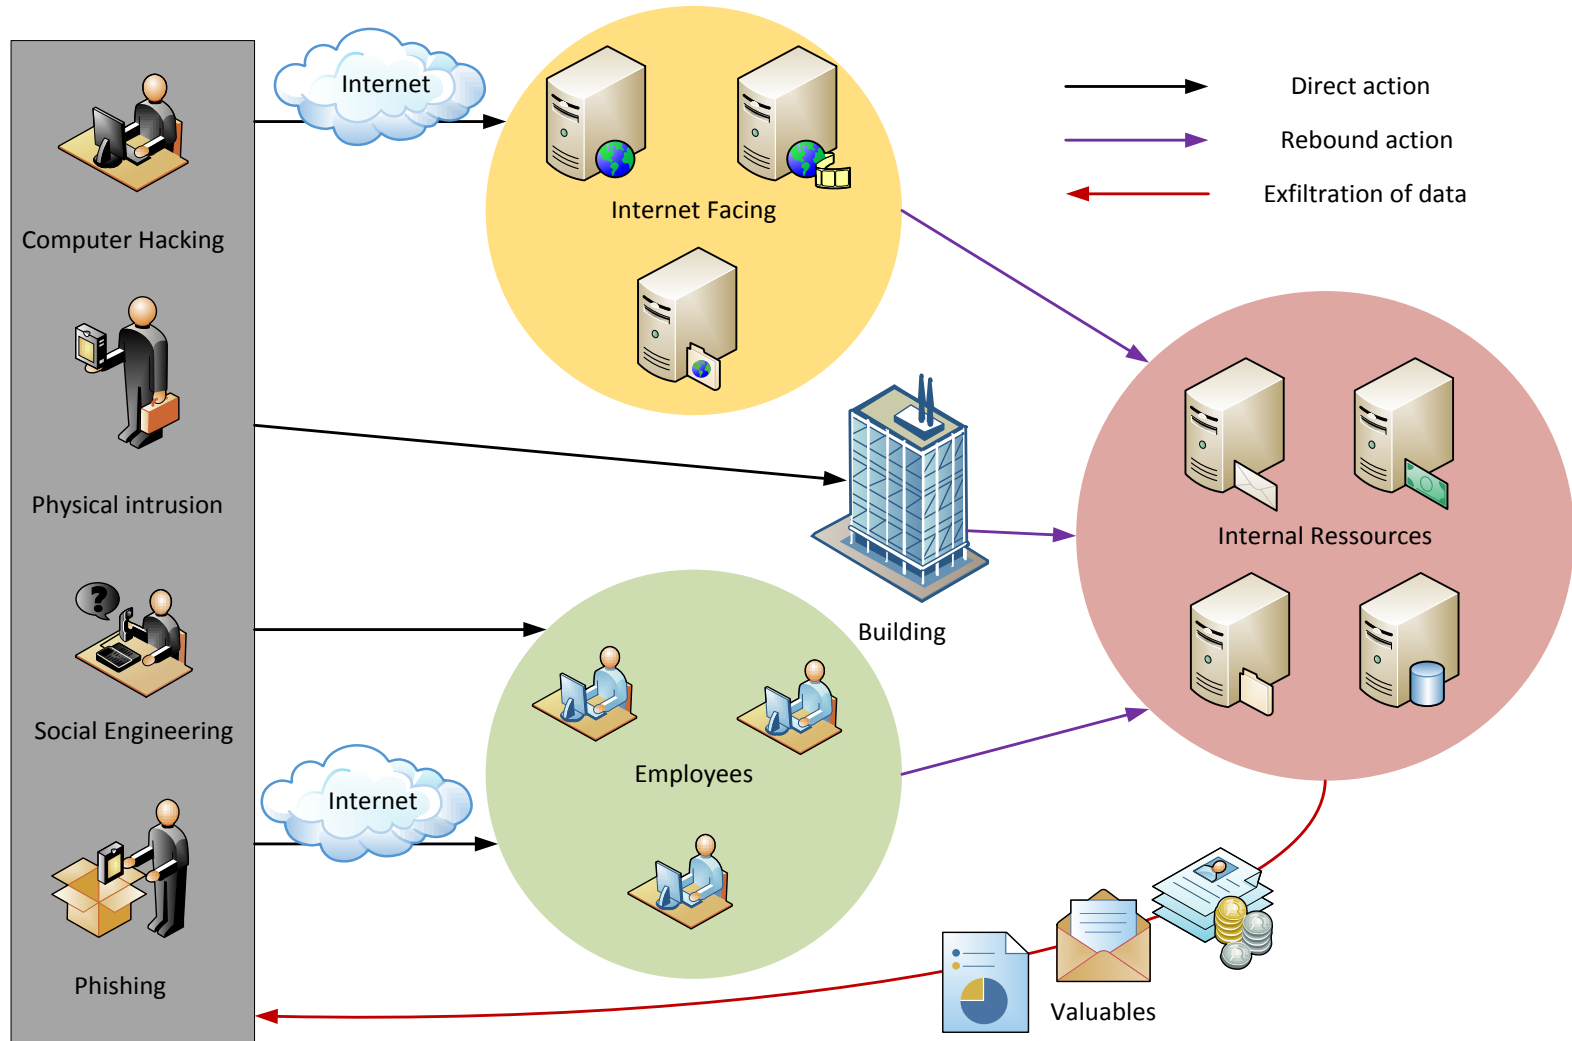 Internet
Computer Hacking
Physical intrusion
Social Engineering
Internet
Phishing
Internet Facing
Building
Employees
Direct action
Rebound action
Exfiltration of data
Internal Ressources
Valuables
?